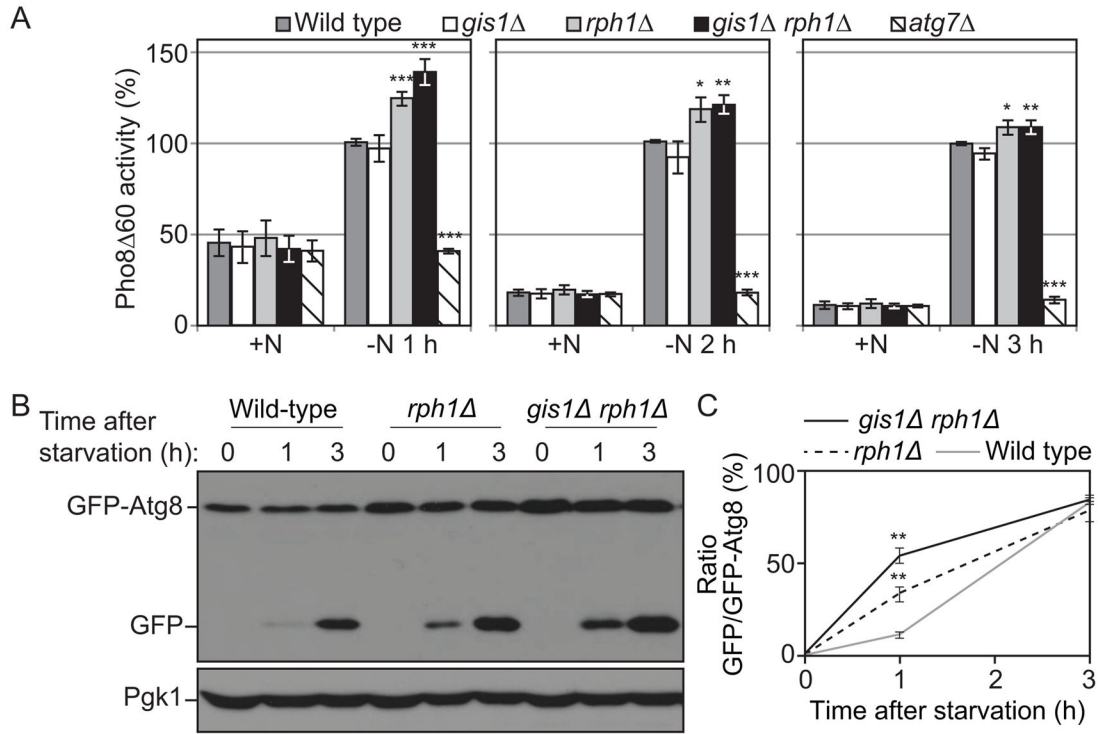 A
Wild type gis1Δ rph1Δ gis1Δ rph1Δ atg7Δ
Pho8Δ60 activity (%)
150
100
50
0
*** ***
***
* **
***
* **
***
+N -N 1 h +N -N 2 h +N -N 3 h
B
Time after
starvation (h):
Wild-type rph1Δ gis1Δ rph1Δ
0 1 3 0 1 3 0 1 3
GFP-Atg8
GFP
Pgk1
C
gis1Δ rph1Δ
rph1Δ Wild type
Ratio
GFP/GFP-Atg8 (%)
100
50
0
**
**
0 1 2 3
Time after starvation (h)